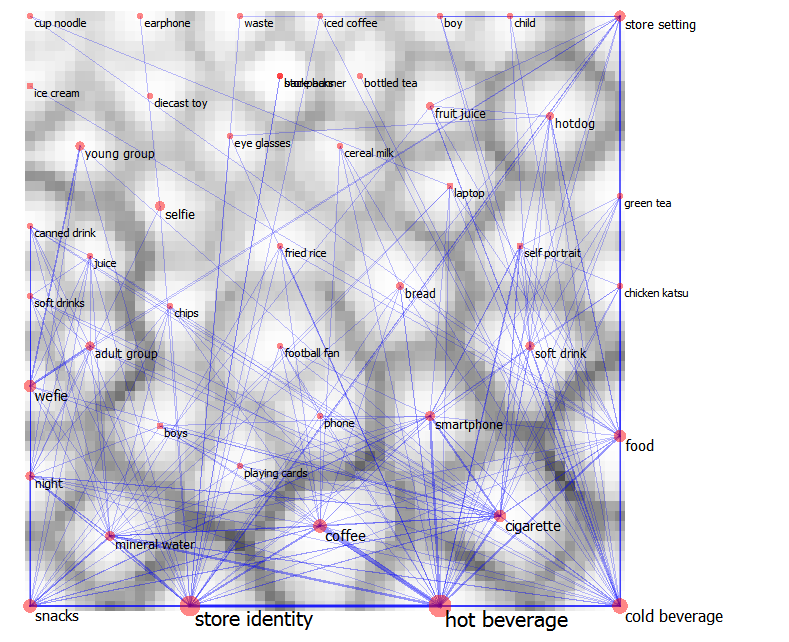 cup noodle
earphone
waste
iced coffee
boy
child
store setting
ice cream
diecast toy
bottled tea
fruit juice
hotdog
young group
eye glasses
cereal milk
laptop
selfie
green tea
canned drink
juice
fried rice
self portrait
soft drinks
chips
bread
chicken katsu
adult group
football fan
soft drink
wefie
boys
phone
smartphone
food
night
playing cards
mineral water
coffee
cigarette
snacks
store identity
hot beverage
cold beverage